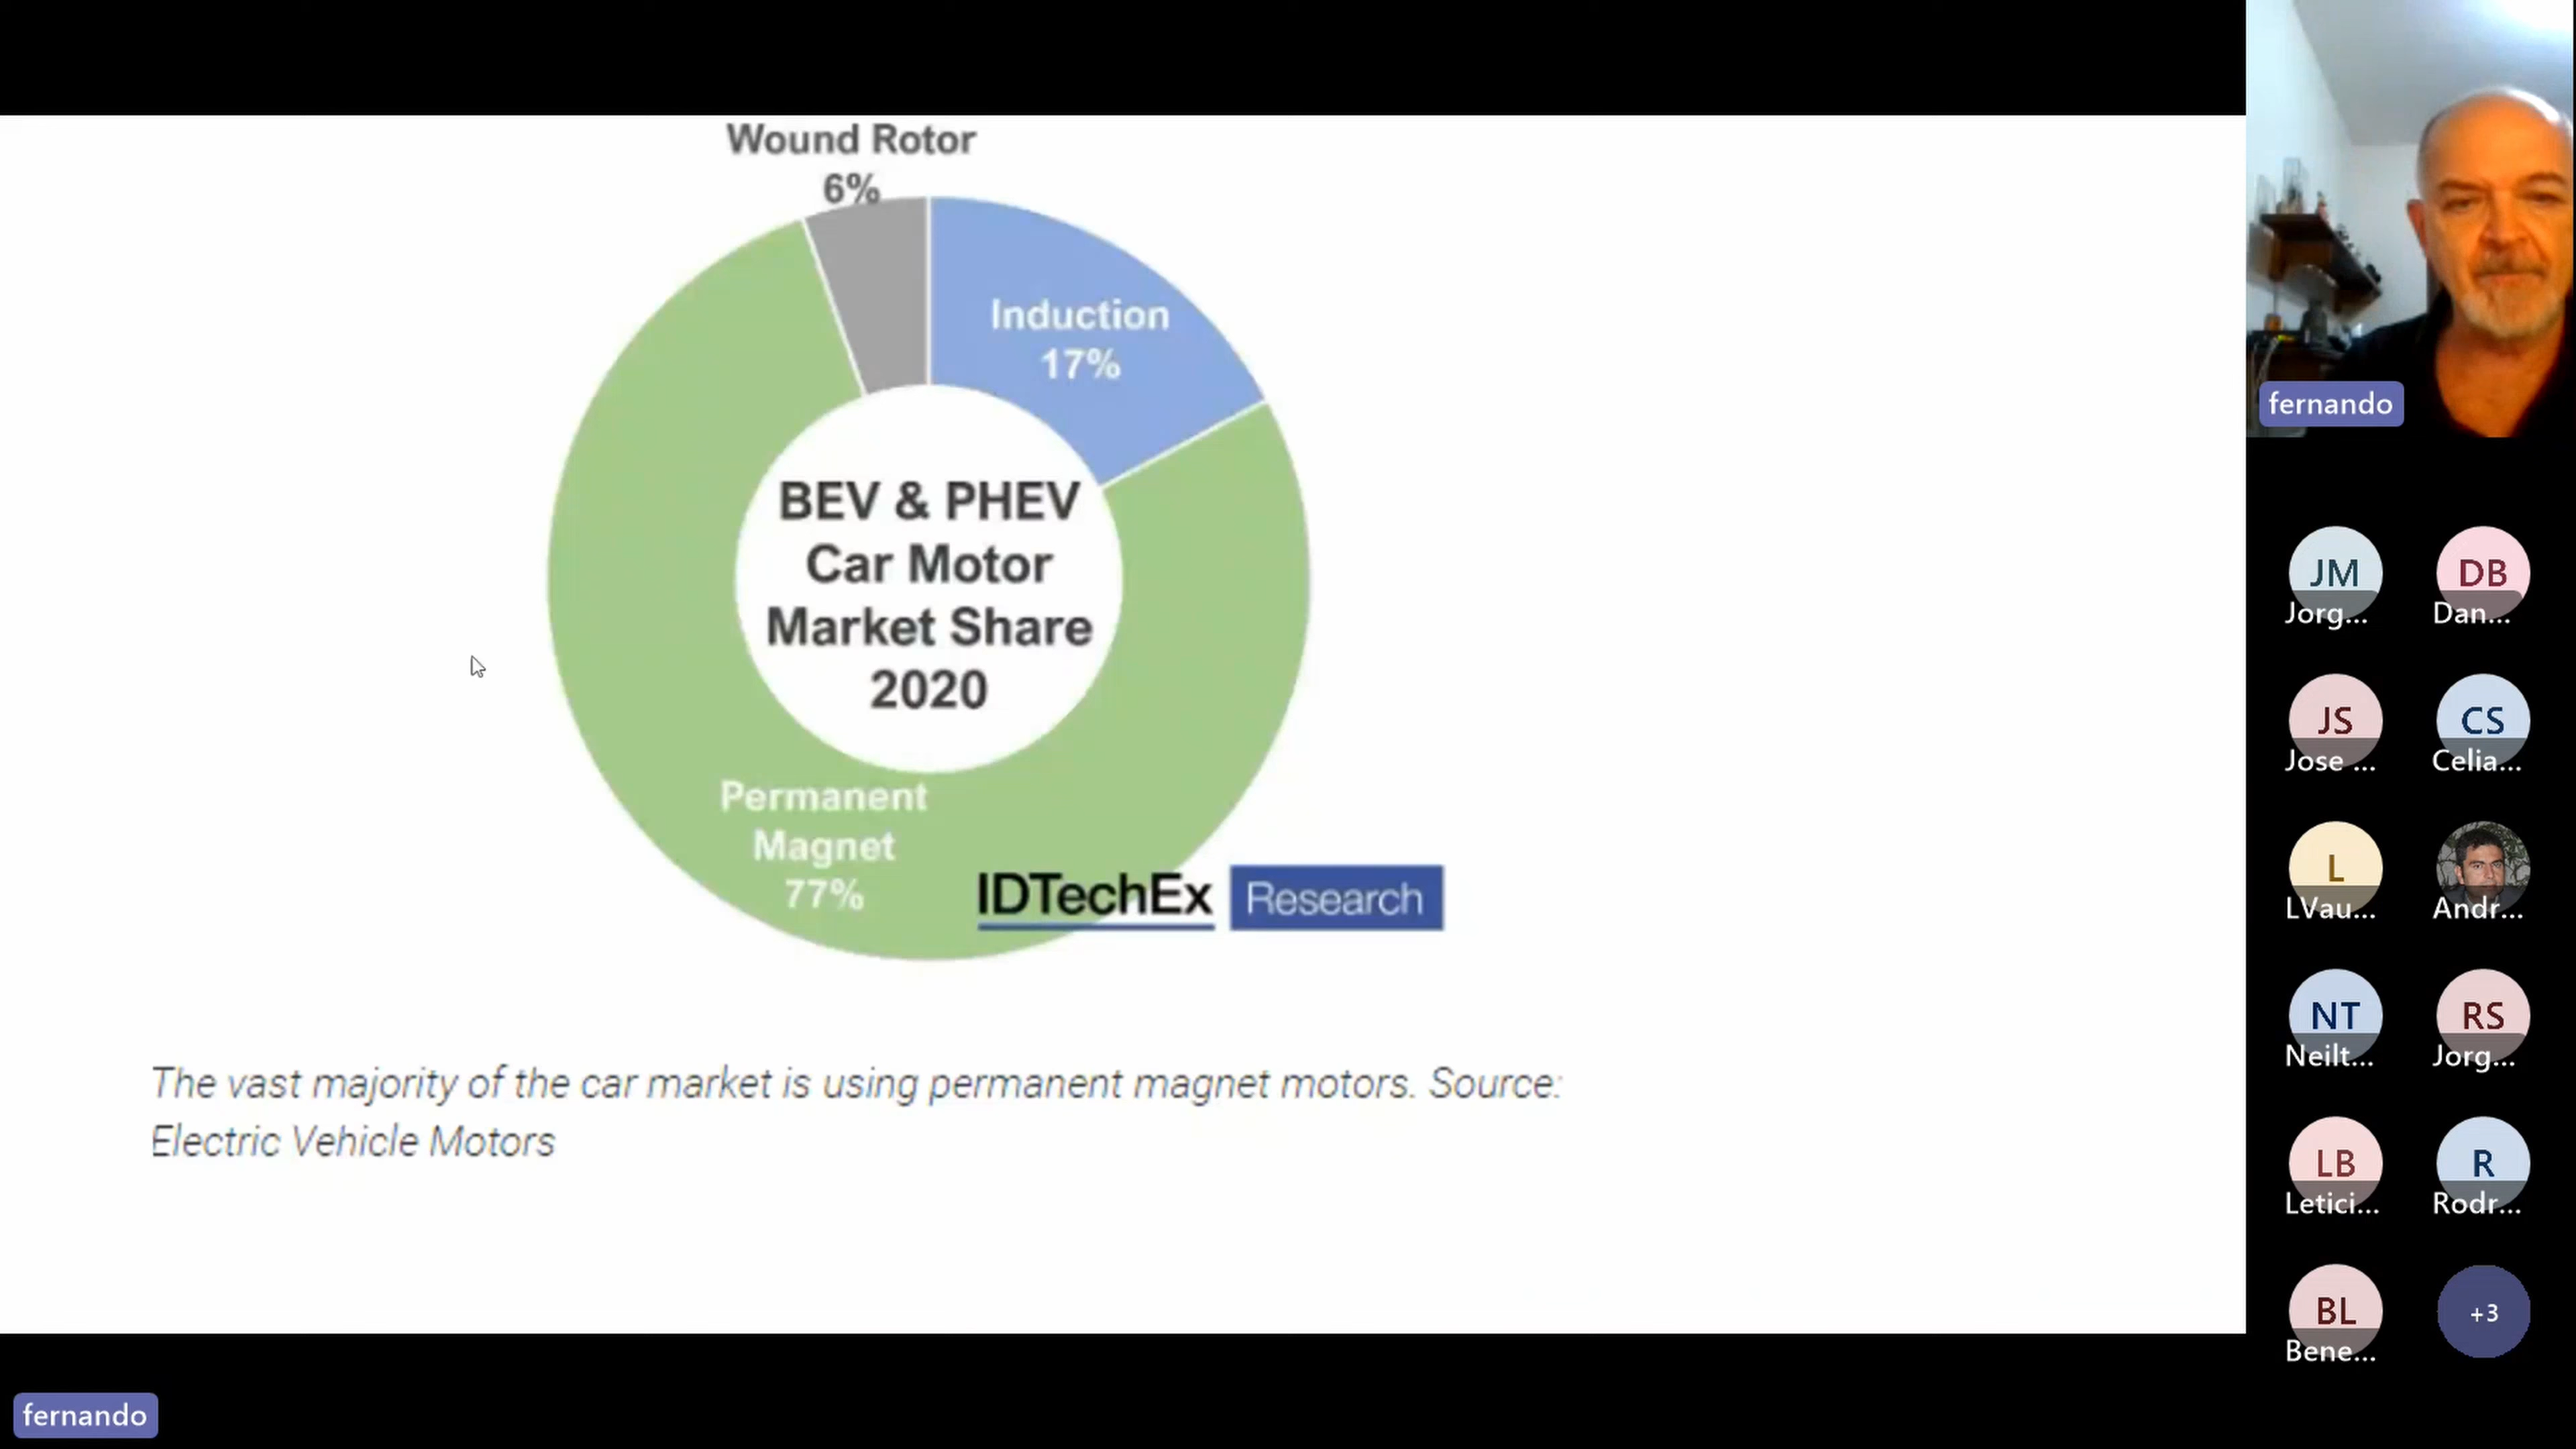 Wound Rotor
6%
Induction
17%
BEV & PHEV
Car Motor
Market Share
2020
Permanent
Magnet
77%
IDTechEx Research
The vast majority of the car market is using permanent magnet motors. Source:
Electric Vehicle Motors
fernando
JM
Jorg...
DB
Dan...
JS
Jose ...
CS
Celia...
L
LVau...
Andr...
NT
Neilt...
RS
Jorg...
LB
Letici...
R
Rodr...
BL
Bene...
+3
fernando